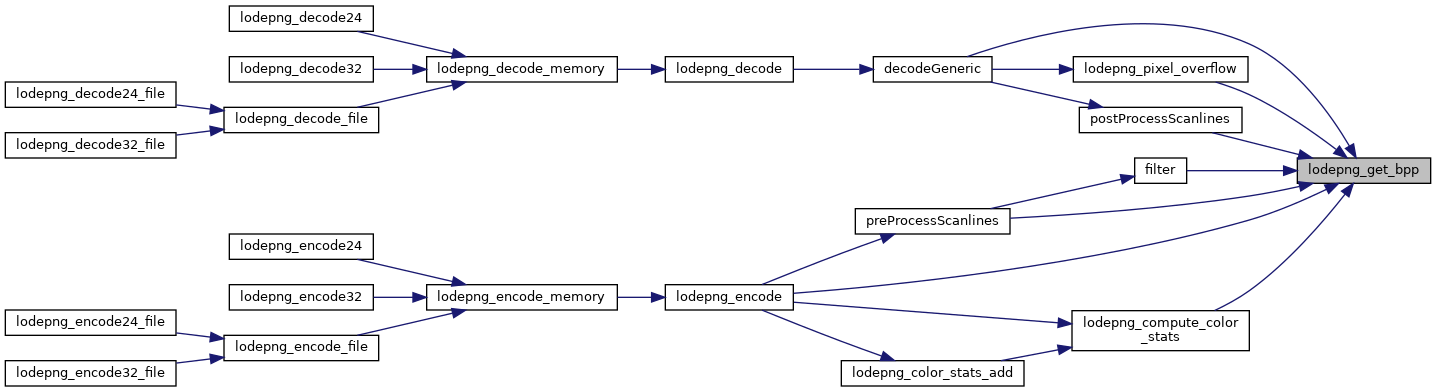 lodepng_decode24
lodepng_decode32
lodepng_decode_memory
lodepng_decode
decodeGeneric
lodepng_pixel_overflow
lodepng_decode24_file
lodepng_decode_file
postProcessScanlines
lodepng_decode32_file
filter
lodepng_get_bpp
preProcessScanlines
lodepng_encode24
lodepng_encode32
lodepng_encode_memory
lodepng_encode
lodepng_encode24_file
lodepng_compute_color
_stats
lodepng_encode_file
lodepng_encode32_file
lodepng_color_stats_add